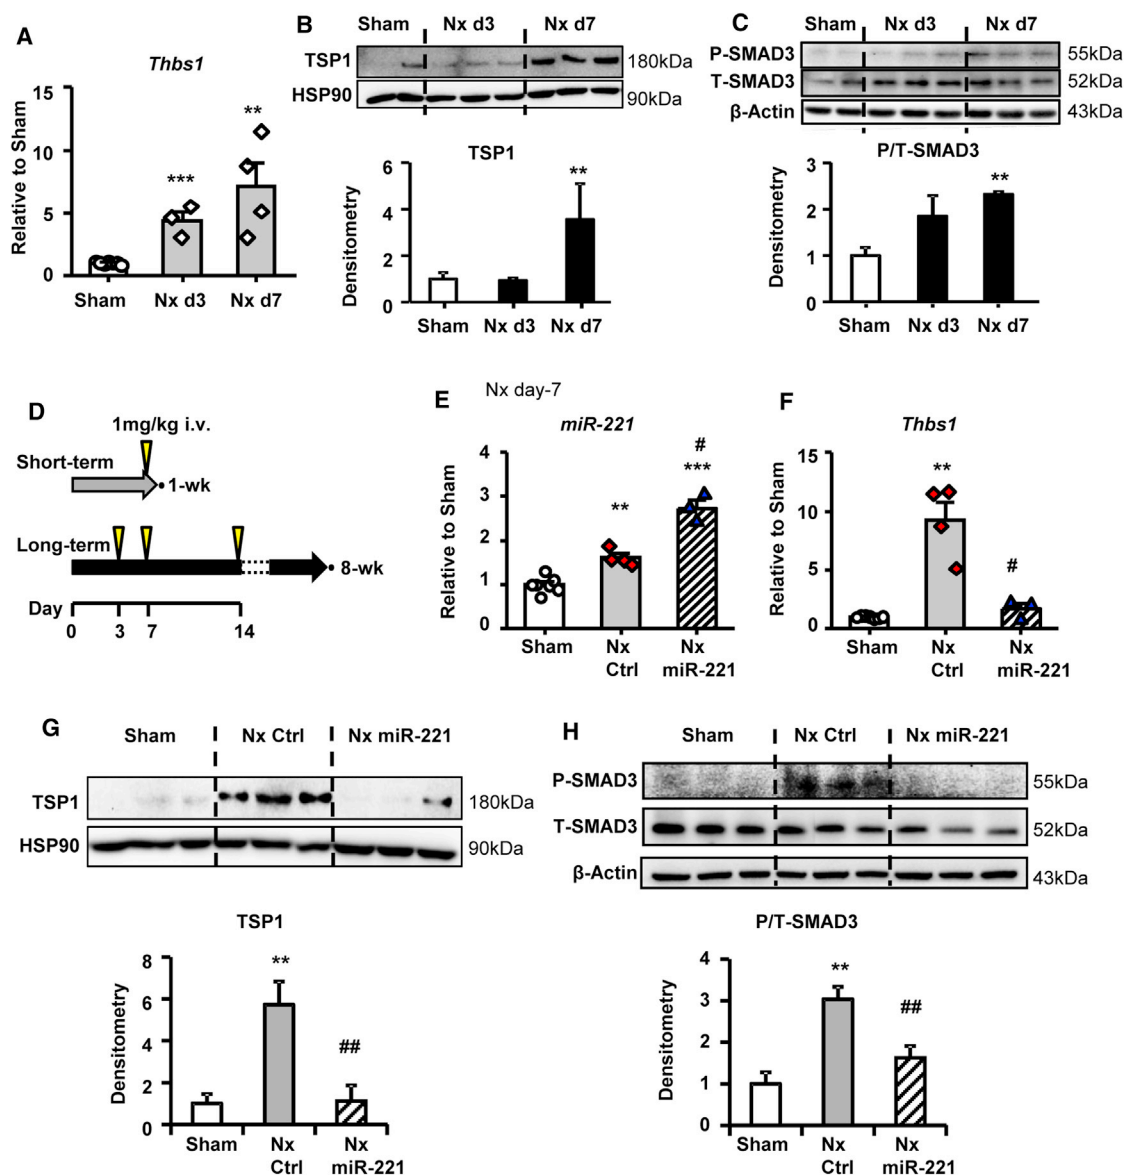 A
Thbs1
Relative to Sham
15
10
5
0
***
**
Sham Nx d3 Nx d7
B
Sham Nx d3 Nx d7
TSP1 180kDa
HSP90 90kDa
TSP1
Densitometry
6
4
2
0
**
Sham Nx d3 Nx d7
C
Sham Nx d3 Nx d7
P-SMAD3 55kDa
T-SMAD3 52kDa
β-Actin 43kDa
P/T-SMAD3
Densitometry
3
2
1
0
**
Sham Nx d3 Nx d7
D
1mg/kg i.v.
Short-term
1-wk
Long-term
8-wk
Day
0 3 7 14
E
Nx day-7
miR-221
Relative to Sham
4
3
2
1
0
**
#
***
Sham Nx Nx
Ctrl miR-221
F
Thbs1
Relative to Sham
15
10
5
0
**
#
Sham Nx Nx
Ctrl miR-221
G
Sham Nx Ctrl Nx miR-221
TSP1 180kDa
HSP90 90kDa
TSP1
Densitometry
8
6
4
2
0
**
##
Sham Nx Nx
Ctrl miR-221
H
Sham Nx Ctrl Nx miR-221
P-SMAD3 55kDa
T-SMAD3 52kDa
β-Actin 43kDa
P/T-SMAD3
Densitometry
4
3
2
1
0
**
##
Sham Nx Nx
Ctrl miR-221